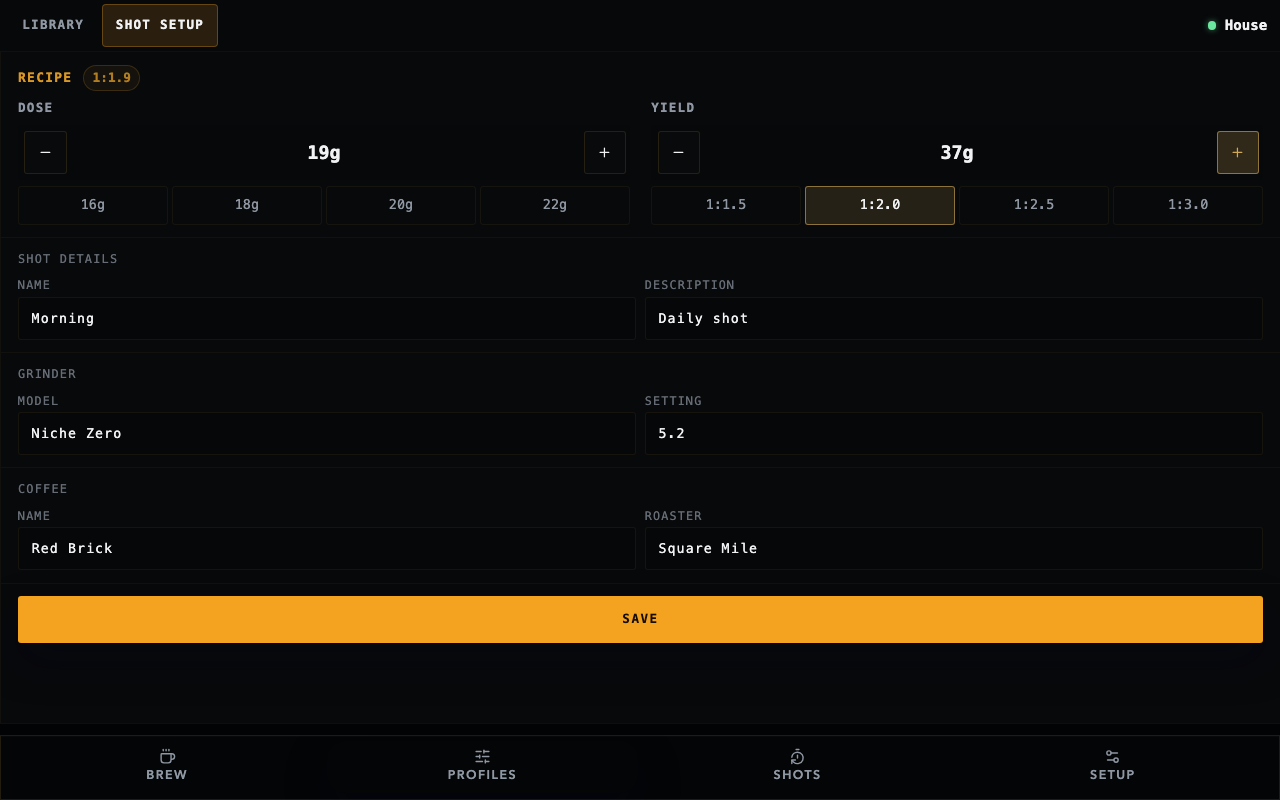 LIBRARY SHOT SETUP House
RECIPE 1:1.9
DOSE YIELD
− 19g + − 37g +
16g 18g 20g 22g 1:1.5 1:2.0 1:2.5 1:3.0
SHOT DETAILS
NAME DESCRIPTION
Morning Daily shot
GRINDER
MODEL SETTING
Niche Zero 5.2
COFFEE
NAME ROASTER
Red Brick Square Mile
SAVE
BREW PROFILES SHOTS SETUP